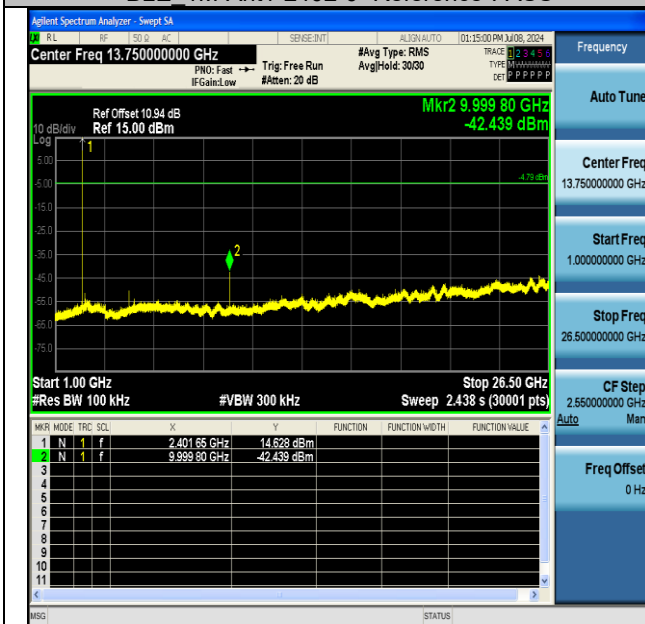 Agilent Spectrum Analyzer - Swept SA
RL RF 50 Ω AC SENSE:INT ALIGN AUTO 01:15:00 PM Jul 08, 2024
Center Freq 13.750000000 GHz
PNO: Fast
IFGain:Low
Trig: Free Run
#Atten: 20 dB
#Avg Type: RMS
Avg|Hold: 30/30
TRACE 1 2 3 4 5 6
TYPE M
DET P P P P P P
Frequency
Ref Offset 10.94 dB
10 dB/div Ref 15.00 dBm
Log
Mkr2 9.999 80 GHz
-42.439 dBm
Auto Tune
1
5.00
-5.00
-4.79 dBm
-15.0
-25.0
-35.0
2
-45.0
-55.0
-65.0
-75.0
Center Freq
13.750000000 GHz
Start Freq
1.000000000 GHz
Stop Freq
26.500000000 GHz
Start 1.00 GHz Stop 26.50 GHz
#Res BW 100 kHz #VBW 300 kHz Sweep 2.438 s (30001 pts)
CF Step
2.550000000 GHz
Auto Man
MKR MODE TRC SCL X Y FUNCTION FUNCTION WIDTH FUNCTION VALUE
1 N 1 f 2.401 65 GHz 14.628 dBm
2 N 1 f 9.999 80 GHz -42.439 dBm
3
4
5
6
7
8
9
10
11
Freq Offset
0 Hz
MSG STATUS